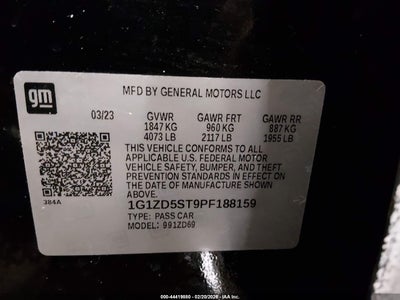 gm
MFD BY GENERAL MOTORS LLC
03/23 GVWR GAWR FRT GAWR RR
1847 KG 960 KG 887 KG
4073 LB 2117 LB 1955 LB
THIS VEHICLE CONFORMS TO ALL
APPLICABLE U.S. FEDERAL MOTOR
VEHICLE SAFETY, BUMPER, AND THEFT
PREVENTION STANDARDS IN EFFECT ON
THE DATE OF MANUFACTURE SHOWN ABOVE.
1G1ZD5ST9PF188159
TYPE: PASS CAR
384A
MODEL: 991ZD69
000-44419860 - 02/20/2026 - IAA Inc.